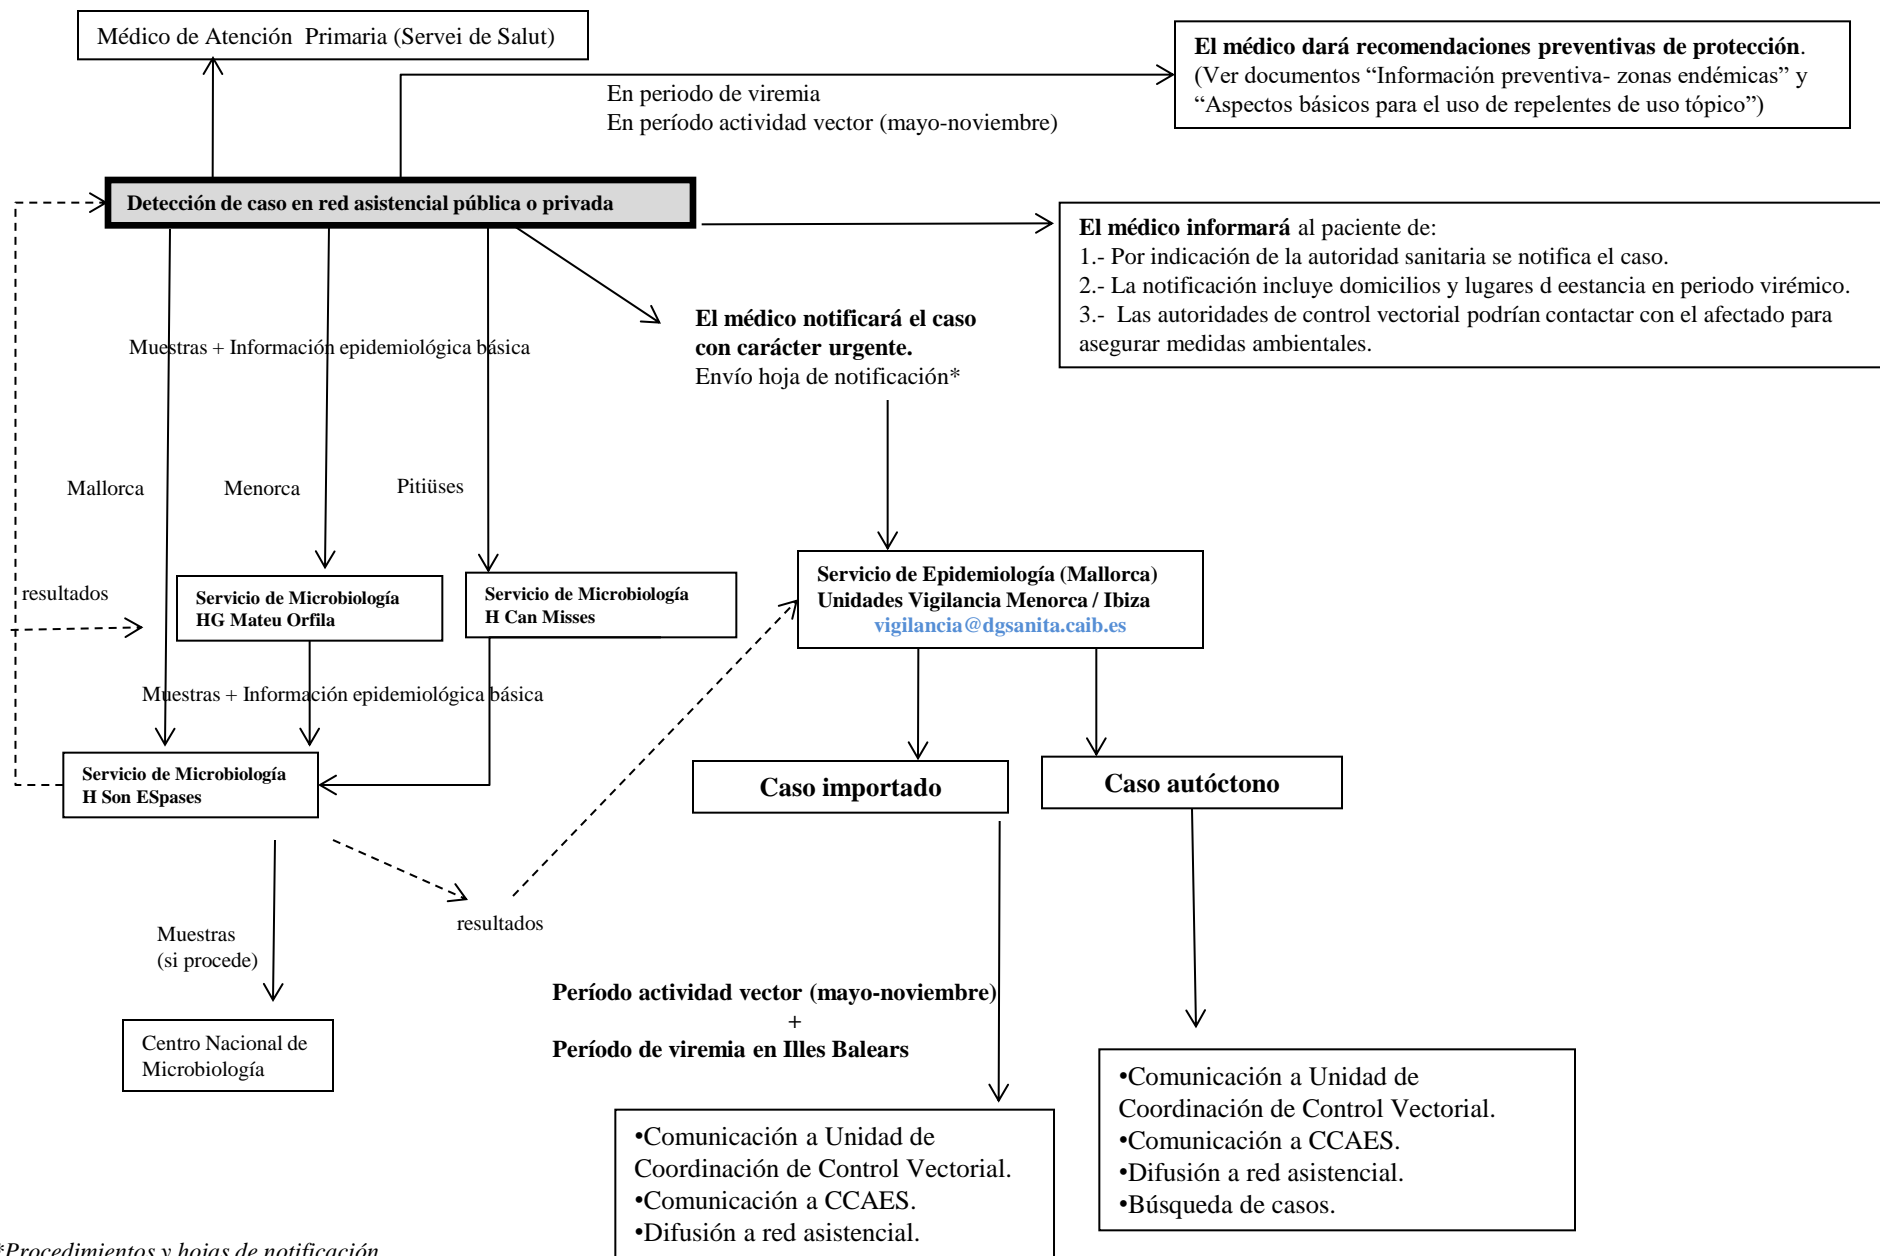 Médico de Atención Primaria (Servei de Salut)
El médico dará recomendaciones preventivas de protección.
(Ver documentos “Información preventiva- zonas endémicas” y
“Aspectos básicos para el uso de repelentes de uso tópico”)
En periodo de viremia
En período actividad vector (mayo-noviembre)
Detección de caso en red asistencial pública o privada
El médico informará al paciente de:
1.- Por indicación de la autoridad sanitaria se notifica el caso.
2.- La notificación incluye domicilios y lugares d eestancia en periodo virémico.
3.- Las autoridades de control vectorial podrían contactar con el afectado para
asegurar medidas ambientales.
El médico notificará el caso
con carácter urgente.
Envío hoja de notificación*
Muestras + Información epidemiológica básica
Mallorca
Menorca
Pitiüses
resultados
Servicio de Microbiología
HG Mateu Orfila
Servicio de Microbiología
H Can Misses
Servicio de Epidemiología (Mallorca)
Unidades Vigilancia Menorca / Ibiza
vigilancia@dgsanita.caib.es
Muestras + Información epidemiológica básica
Servicio de Microbiología
H Son ESpases
Caso importado
Caso autóctono
resultados
Muestras
(si procede)
Período actividad vector (mayo-noviembre)
+
Período de viremia en Illes Balears
Centro Nacional de
Microbiología
•Comunicación a Unidad de
Coordinación de Control Vectorial.
•Comunicación a CCAES.
•Difusión a red asistencial.
•Comunicación a Unidad de
Coordinación de Control Vectorial.
•Comunicación a CCAES.
•Difusión a red asistencial.
•Búsqueda de casos.
*Procedimientos y hojas de notificación